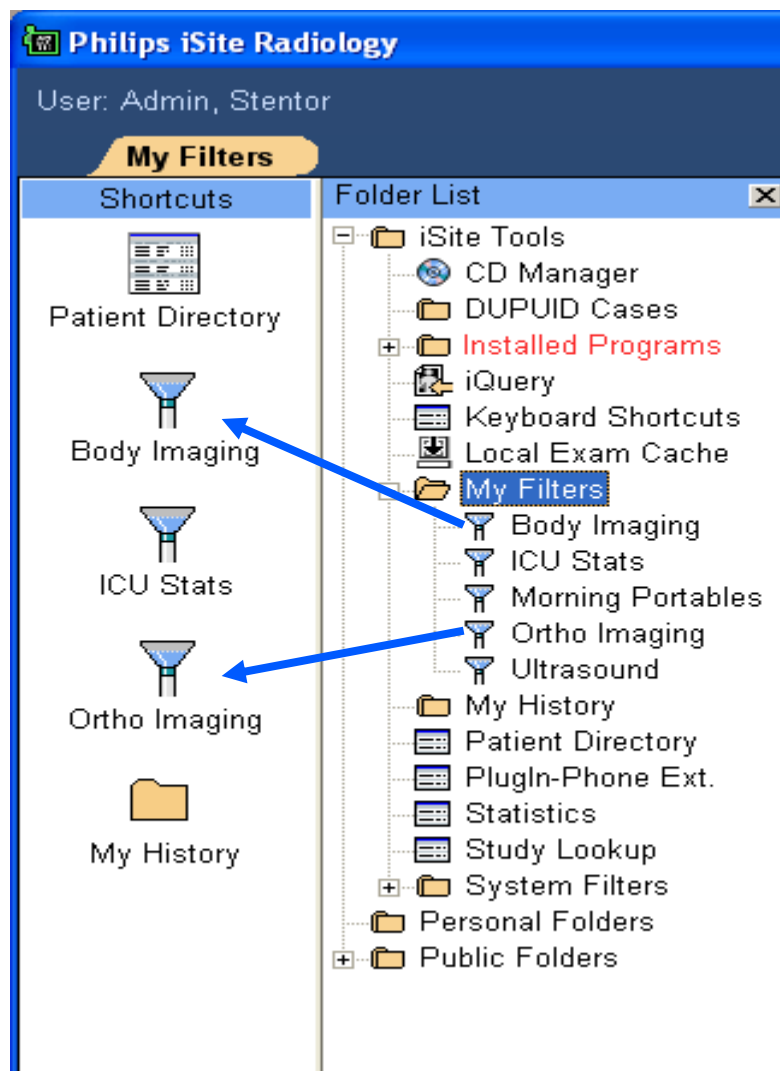 Philips iSite Radiology
User: Admin, Stentor
My Filters
Shortcuts
Patient Directory
Body Imaging
ICU Stats
Ortho Imaging
My History
Folder List
iSite Tools
CD Manager
DUPUID Cases
Installed Programs
iQuery
Keyboard Shortcuts
Local Exam Cache
My Filters
Body Imaging
ICU Stats
Morning Portables
Ortho Imaging
Ultrasound
My History
Patient Directory
PlugIn-Phone Ext.
Statistics
Study Lookup
System Filters
Personal Folders
Public Folders